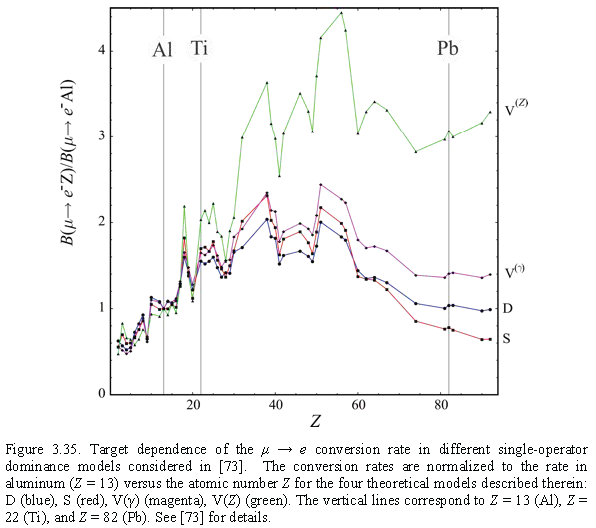 4
3
2
1
0
B(μ→ e⁻Z)/B(μ→ e⁻Al)
Al
Ti
Pb
V(Z)
V(γ)
D
S
0
20
40
60
80
Z
Figure 3.35. Target dependence of the μ → e conversion rate in different single-operator
dominance models considered in [73]. The conversion rates are normalized to the rate in
aluminum (Z = 13) versus the atomic number Z for the four theoretical models described therein:
D (blue), S (red), V(γ) (magenta), V(Z) (green). The vertical lines correspond to Z = 13 (Al), Z =
22 (Ti), and Z = 82 (Pb). See [73] for details.